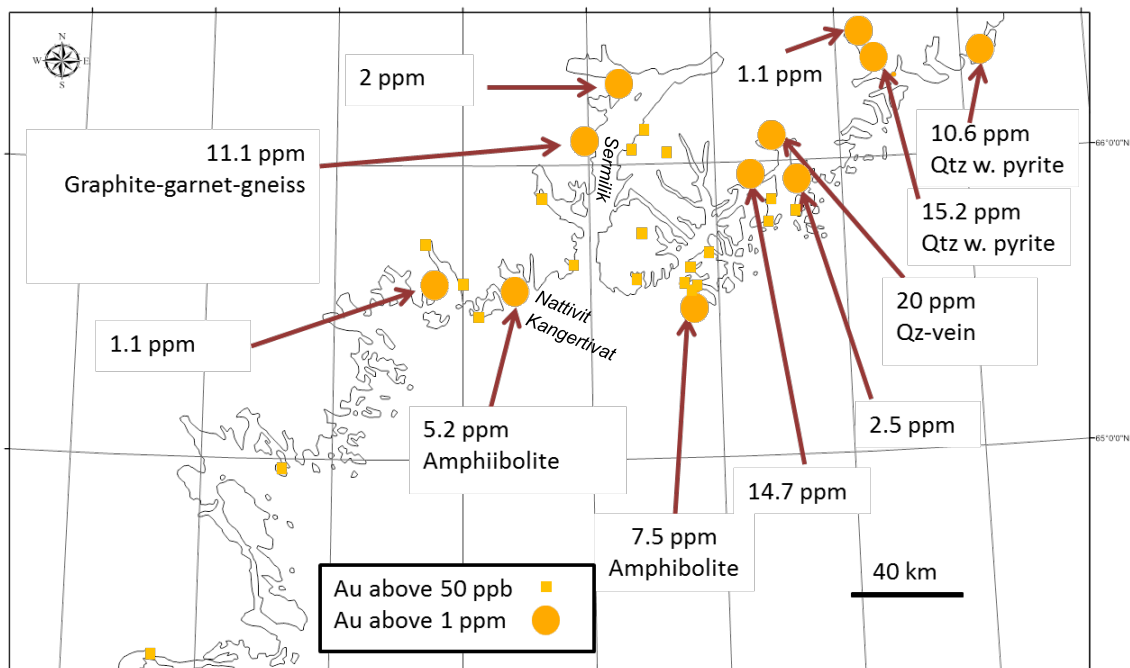 N
W E
S
2 ppm
1.1 ppm
11.1 ppm
Graphite-garnet-gneiss
Sermilik
10.6 ppm
Qtz w. pyrite
66°0'0"N
15.2 ppm
Qtz w. pyrite
20 ppm
Qz-vein
Nattivit
Kangertivat
1.1 ppm
5.2 ppm
Amphiibolite
2.5 ppm
65°0'0"N
14.7 ppm
7.5 ppm
Amphibolite
40 km
Au above 50 ppb
Au above 1 ppm